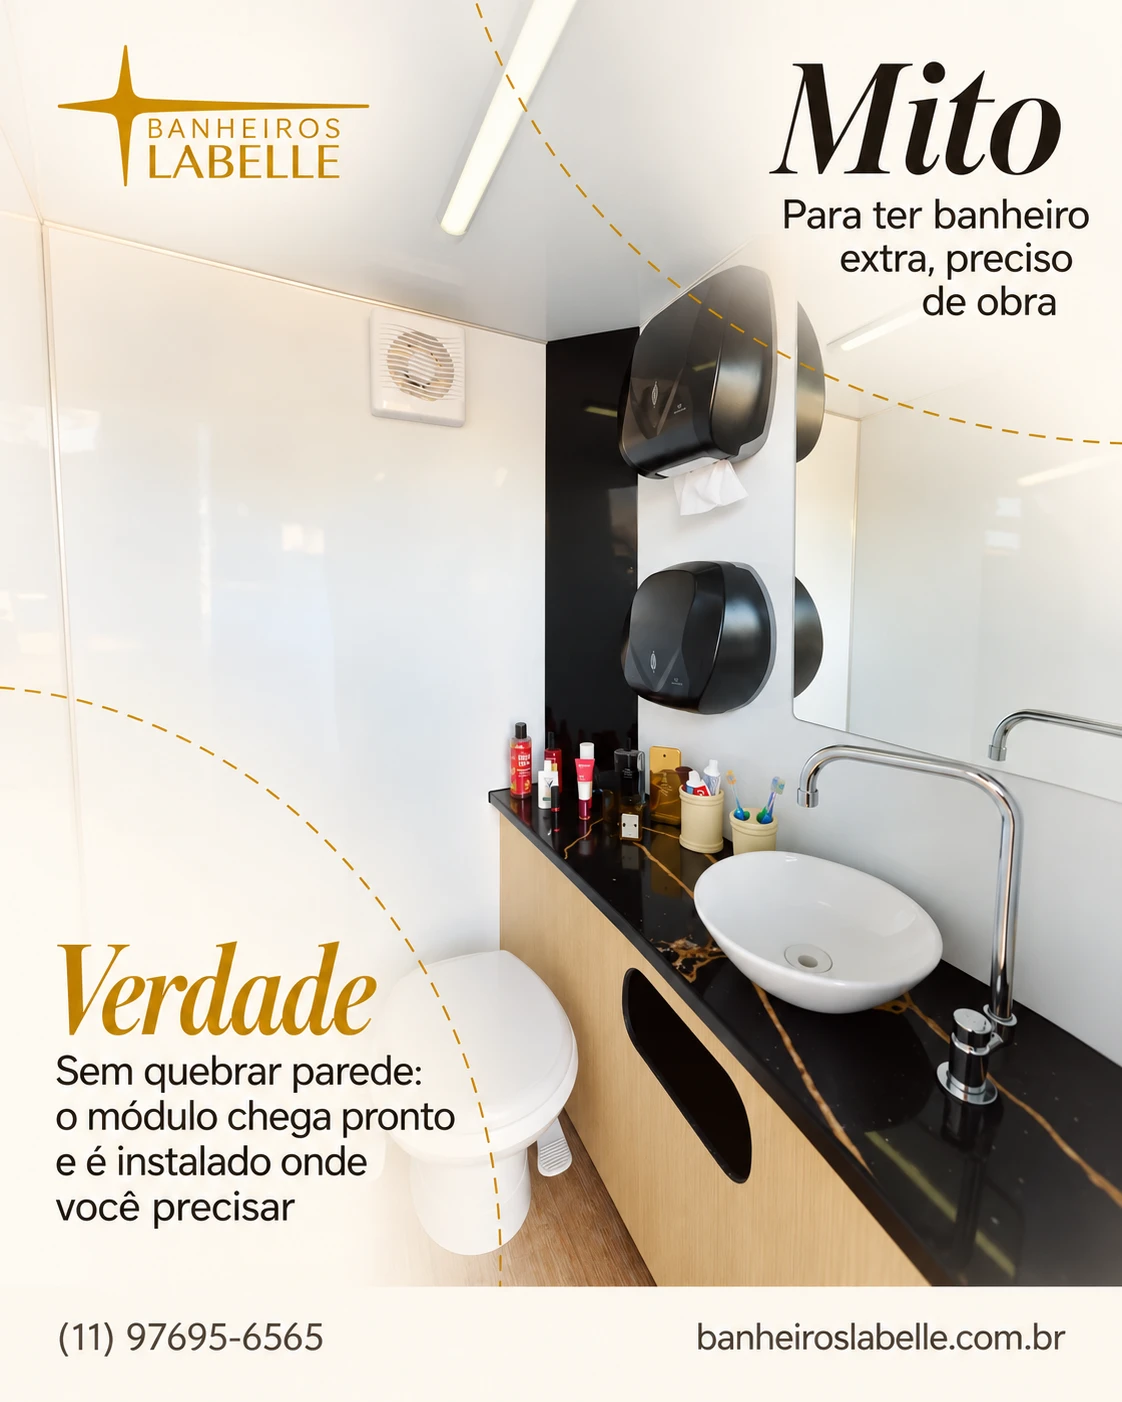 BANHEIROS
LABELLE
Mito
Para ter banheiro
extra, preciso
de obra
Verdade
Sem quebrar parede:
o módulo chega pronto
e é instalado onde
você precisar
(11) 97695-6565
banheiroslabelle.com.br